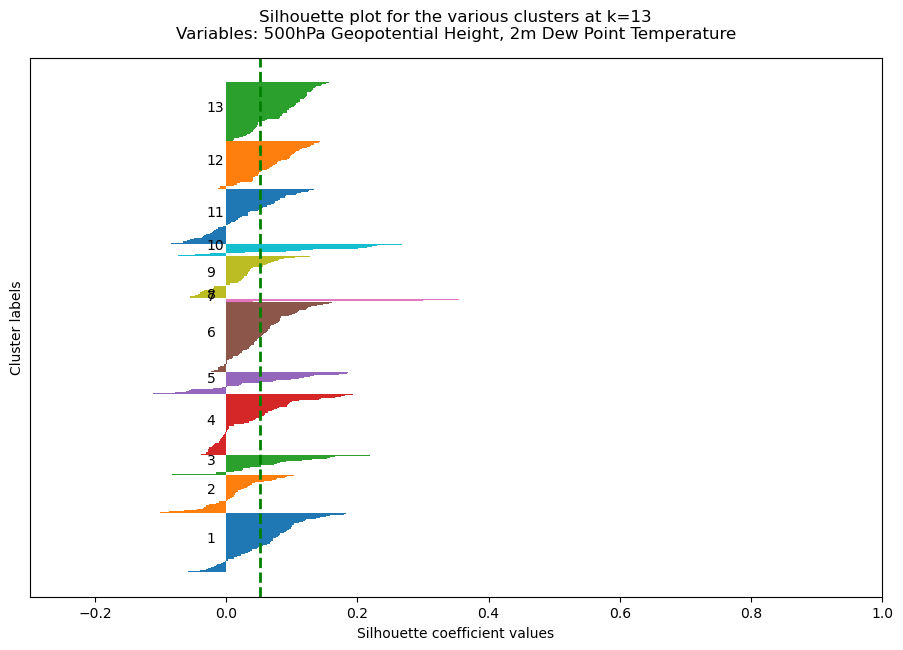 Silhouette plot for the various clusters at k=13
Variables: 500hPa Geopotential Height, 2m Dew Point Temperature
13
12
11
10
9
8
7
6
5
4
3
2
1
Cluster labels
−0.2 0.0 0.2 0.4 0.6 0.8 1.0
Silhouette coefficient values